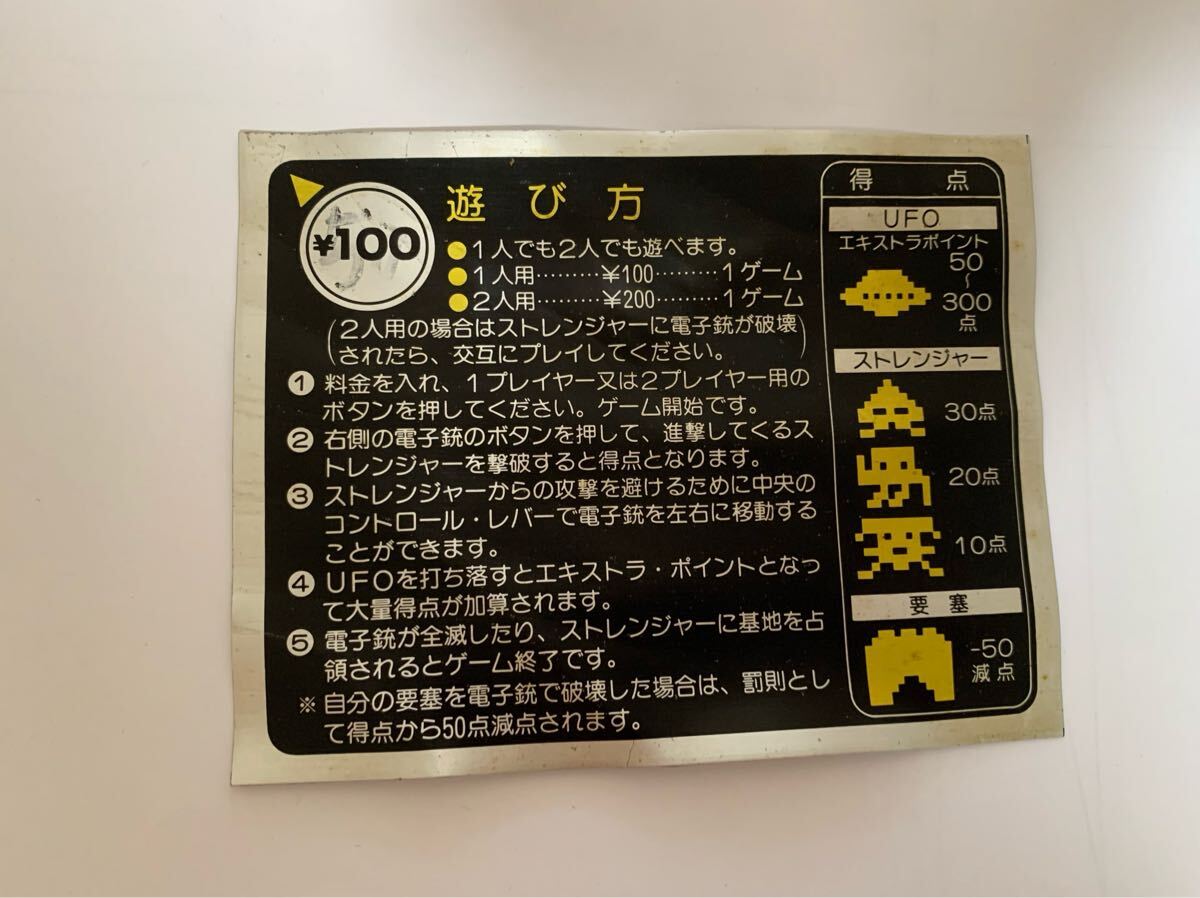 ¥100
遊び方
●1人でも2人でも遊べます。
●1人用………¥100………1ゲーム
●2人用………¥200………1ゲーム
(2人用の場合はストレンジャーに電子銃が破壊
されたら、交互にプレイしてください。)
① 料金を入れ、1プレイヤー又は2プレイヤー用の
ボタンを押してください。ゲーム開始です。
② 右側の電子銃のボタンを押して、進撃してくるス
トレンジャーを撃破すると得点となります。
③ ストレンジャーからの攻撃を避けるために中央の
コントロール・レバーで電子銃を左右に移動する
ことができます。
④ UFOを打ち落すとエキストラ・ポイントとなっ
て大量得点が加算されます。
⑤ 電子銃が全滅したり、ストレンジャーに基地を占
領されるとゲーム終了です。
※ 自分の要塞を電子銃で破壊した場合は、罰則とし
て得点から50点減点されます。
得点
UFO
エキストラポイント
50
〜
300
点
ストレンジャー
30点
20点
10点
要塞
-50
減点